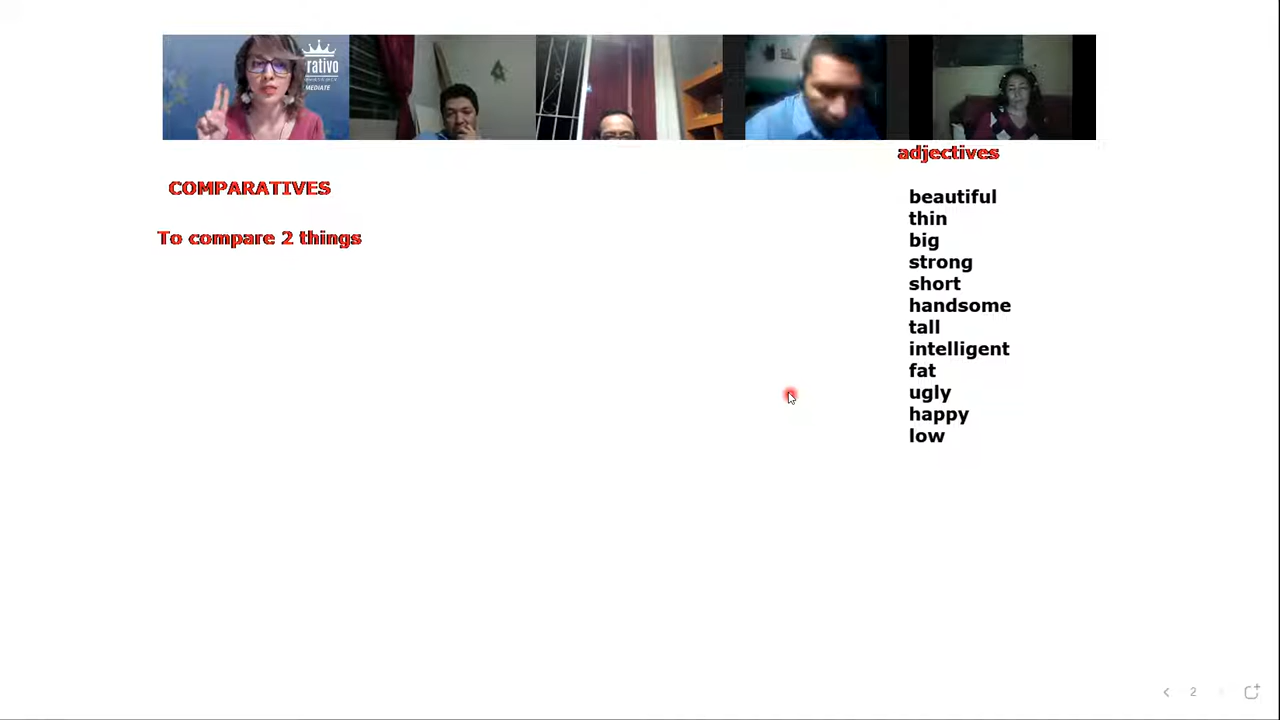 rativo
MEDIATE
adjectives
COMPARATIVES
To compare 2 things
beautiful
thin
big
strong
short
handsome
tall
intelligent
fat
ugly
happy
low
2